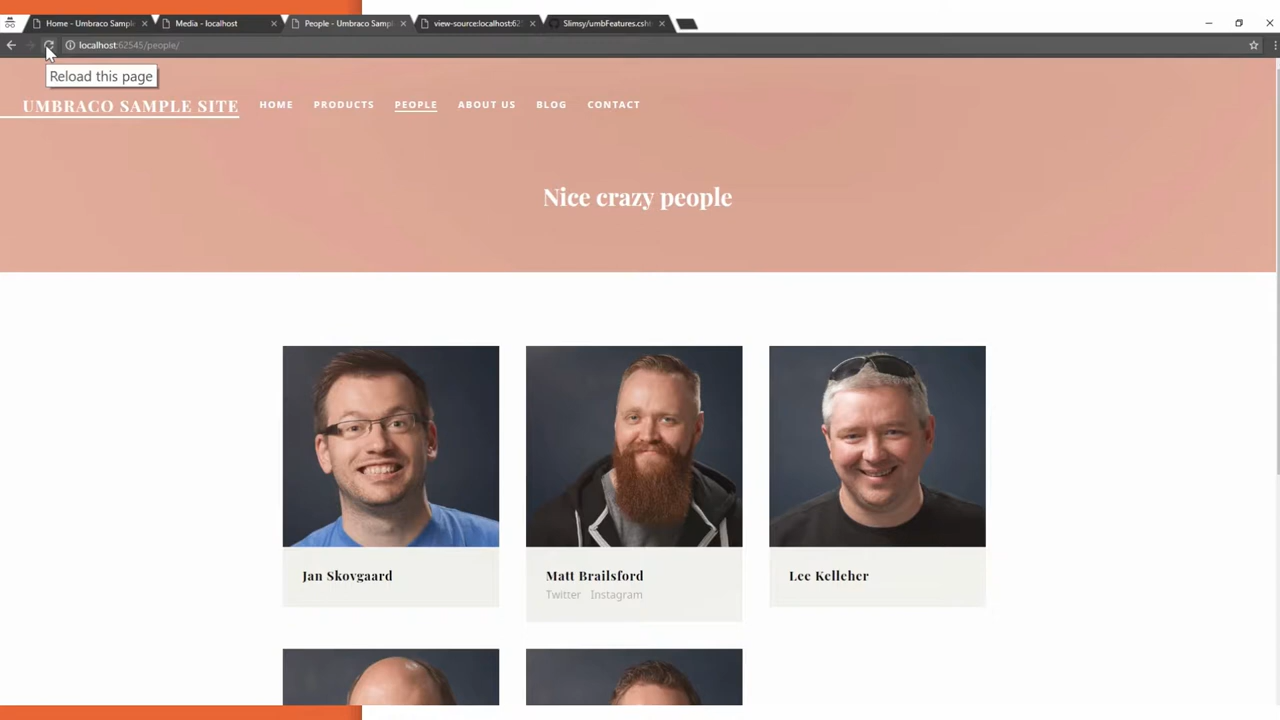 Home - Umbraco Sampl
Media - localhost
People - Umbraco Sampl
view-source:localhost:62
Slimsy/umbFeatures.csht
localhost:62545/people/
Reload this page
UMBRACO SAMPLE SITE
HOME
PRODUCTS
PEOPLE
ABOUT US
BLOG
CONTACT
Nice crazy people
Jan Skovgaard
Matt Brailsford
Lee Kelleher
Twitter Instagram